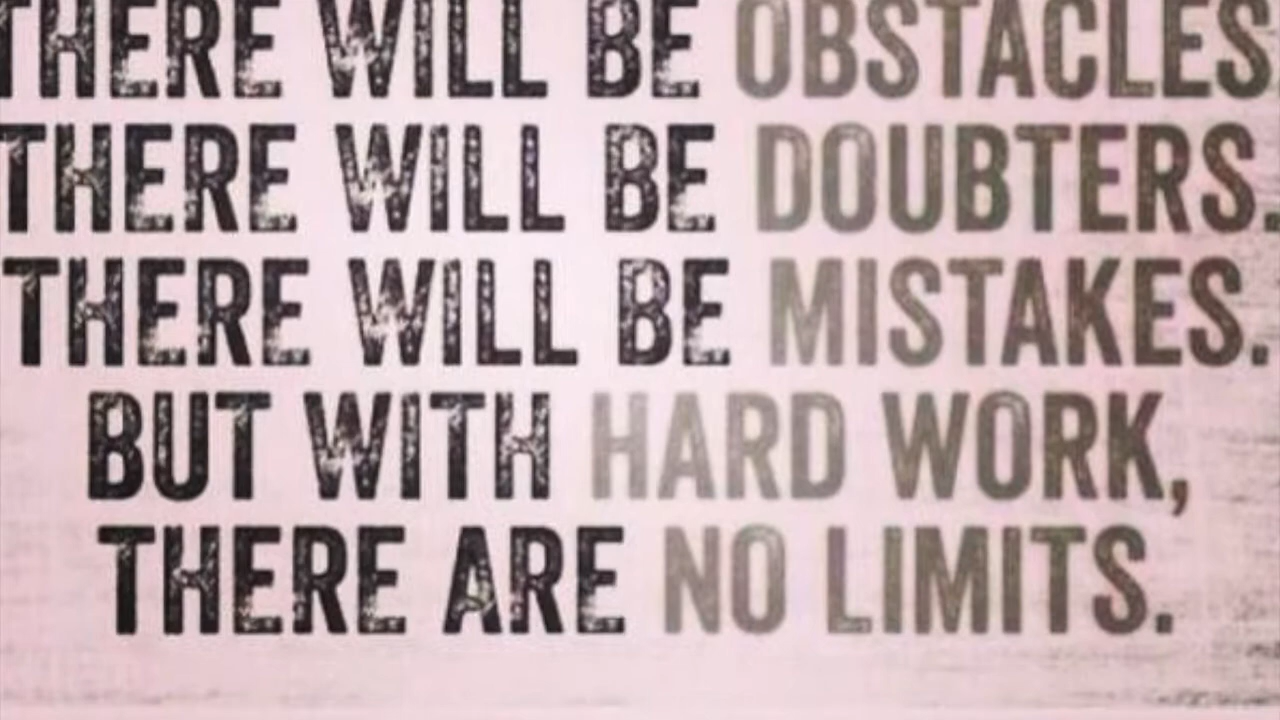 THERE WILL BE OBSTACLES
THERE WILL BE DOUBTERS.
THERE WILL BE MISTAKES.
BUT WITH HARD WORK,
THERE ARE NO LIMITS.